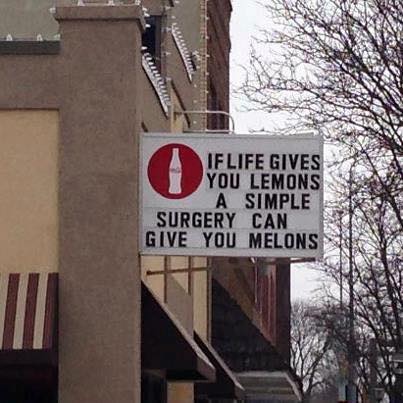 IF LIFE GIVES
YOU LEMONS
A SIMPLE
SURGERY CAN
GIVE YOU MELONS